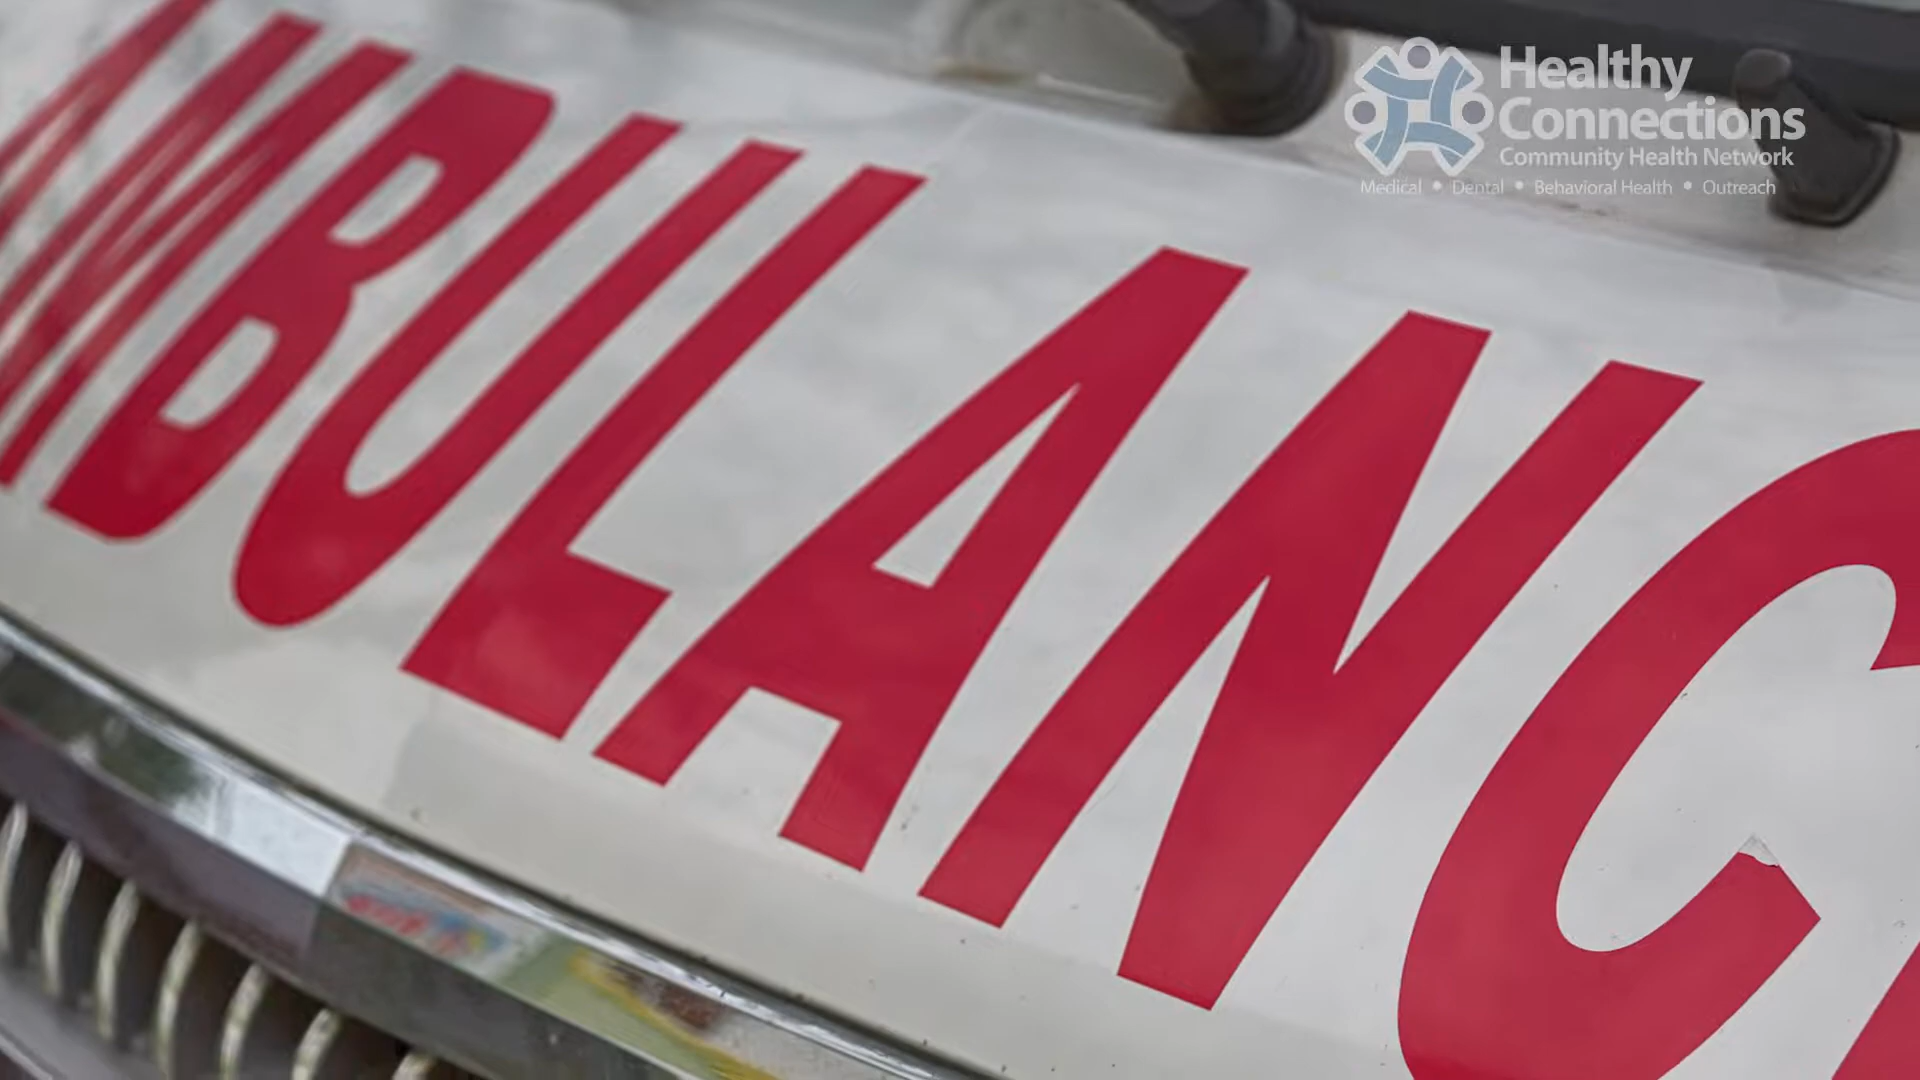 AMBULANC
Healthy
Connections
Community Health Network
Medical • Dental • Behavioral Health • Outreach